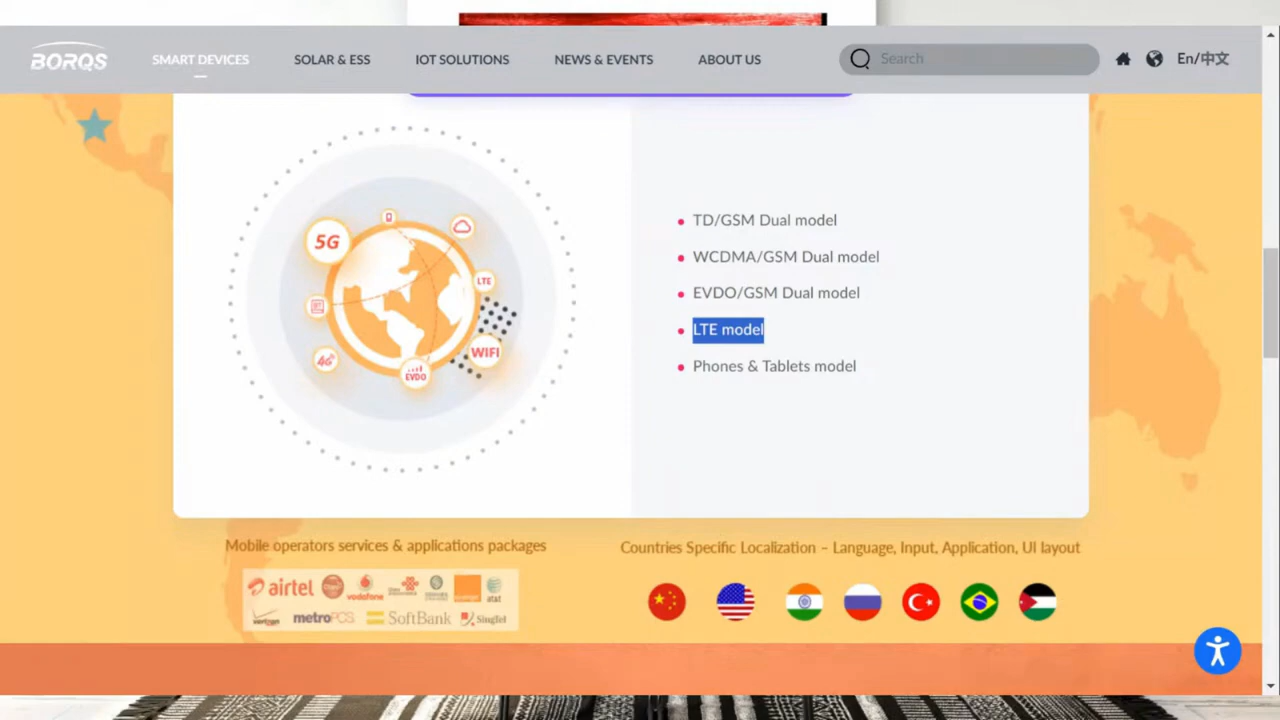 BORQS
SMART DEVICES
SOLAR & ESS
IOT SOLUTIONS
NEWS & EVENTS
ABOUT US
Search
En/中文
5G
LTE
4G
WIFI
EVDO
TD/GSM Dual model
WCDMA/GSM Dual model
EVDO/GSM Dual model
LTE model
Phones & Tablets model
Mobile operators services & applications packages
Countries Specific Localization – Language, Input, Application, UI layout
airtel
vodafone
at&t
verizon
metroPCS
SoftBank
SingTel